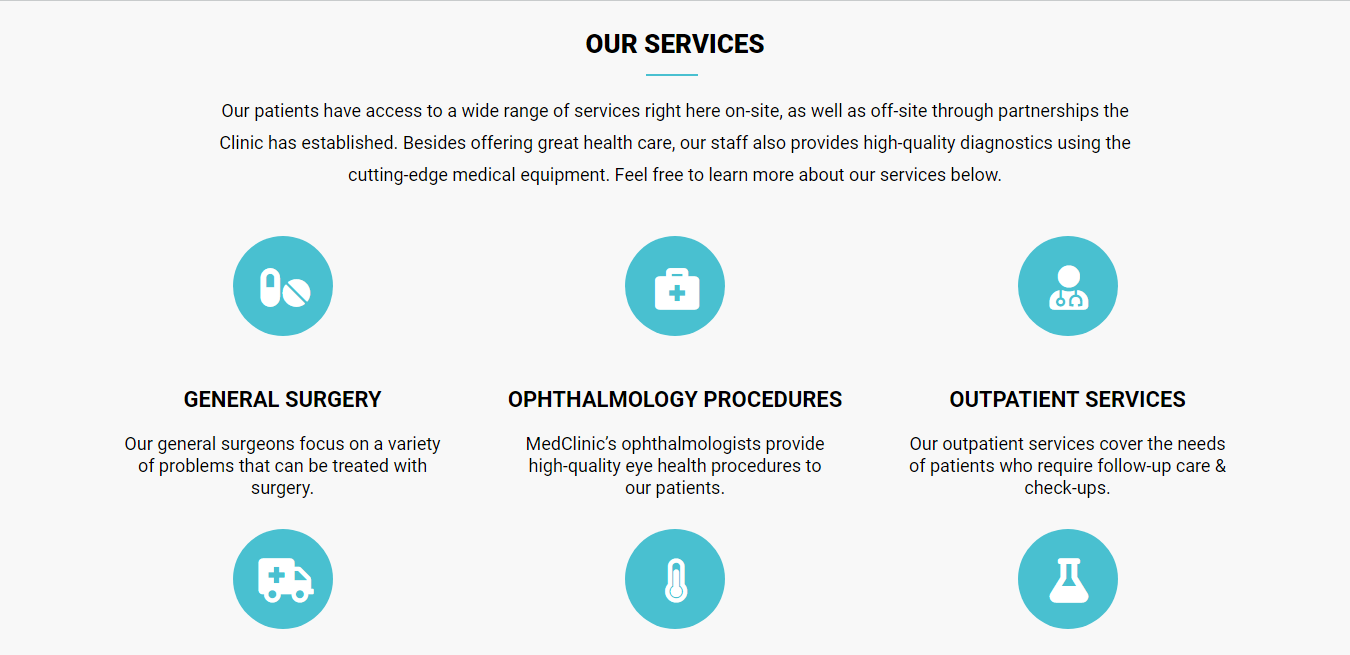 OUR SERVICES
Our patients have access to a wide range of services right here on-site, as well as off-site through partnerships the
Clinic has established. Besides offering great health care, our staff also provides high-quality diagnostics using the
cutting-edge medical equipment. Feel free to learn more about our services below.
GENERAL SURGERY
Our general surgeons focus on a variety
of problems that can be treated with
surgery.
OPHTHALMOLOGY PROCEDURES
MedClinic’s ophthalmologists provide
high-quality eye health procedures to
our patients.
OUTPATIENT SERVICES
Our outpatient services cover the needs
of patients who require follow-up care &
check-ups.